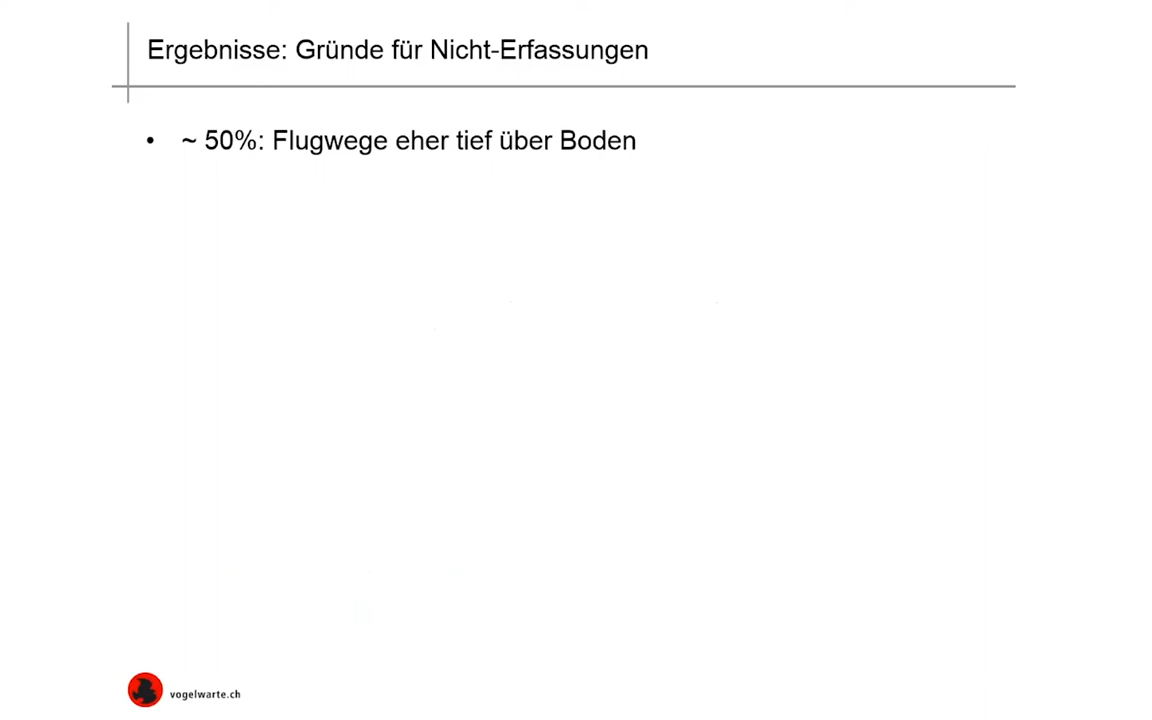 Ergebnisse: Gründe für Nicht-Erfassungen
• ~ 50%: Flugwege eher tief über Boden
vogelwarte.ch